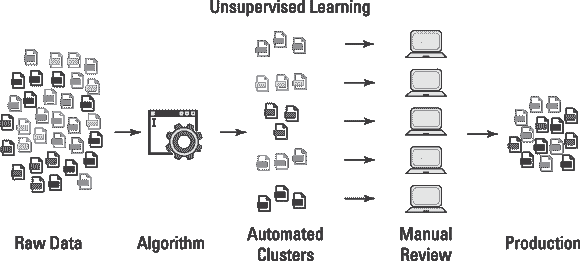 Unsupervised Learning
Raw Data
Algorithm
Automated
Clusters
Manual
Review
Production